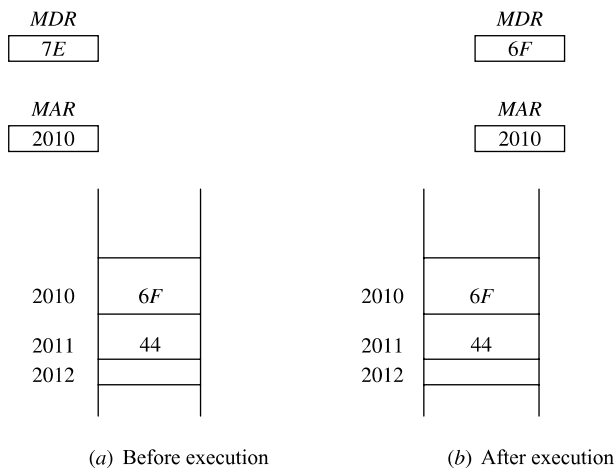 MDR MDR
7E 6F
MAR MAR
2010 2010
2010 6F 2010 6F
2011 44 2011 44
2012 2012
(a) Before execution (b) After execution